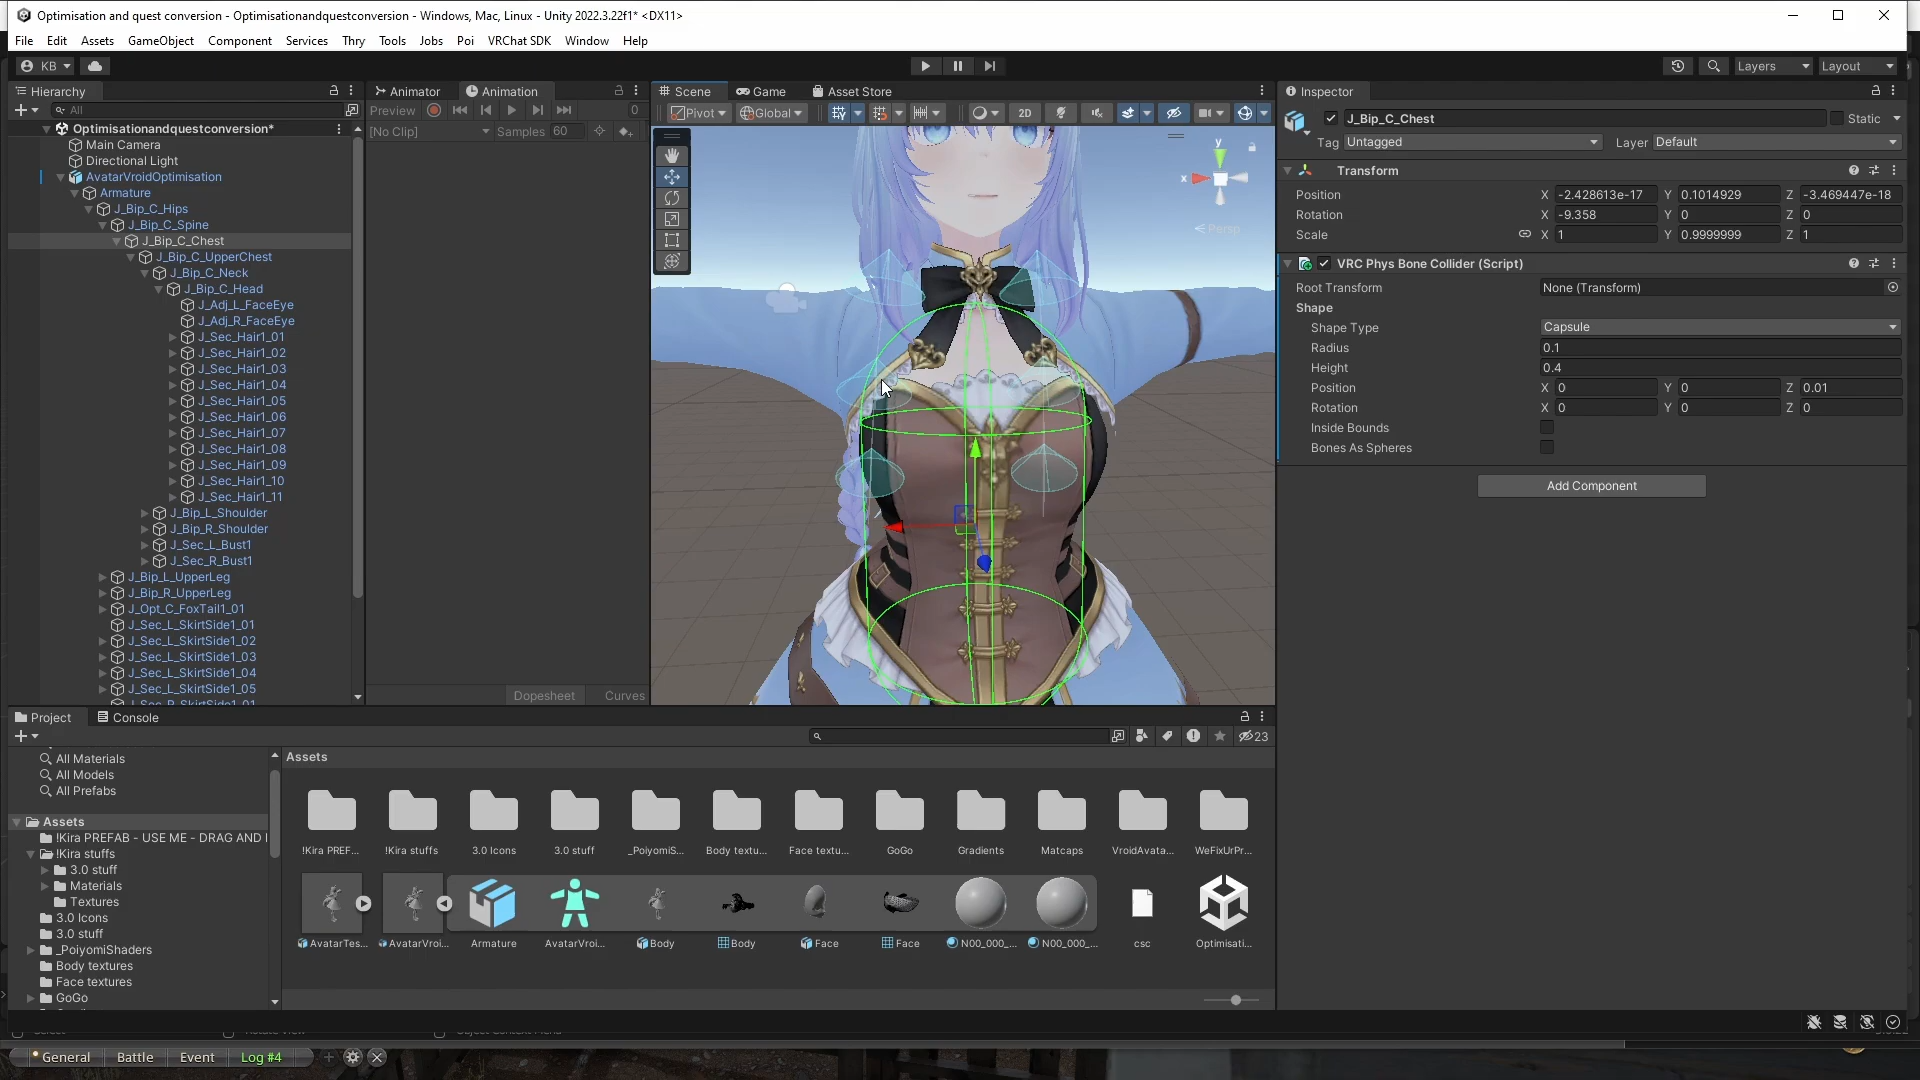 Optimisation and quest conversion - Optimisationandquestconversion - Windows, Mac, Linux - Unity 2022.3.22f1* <DX11>
File Edit Assets GameObject Component Services Thry Tools Jobs Poi VRChat SDK Window Help
KB Layers Layout
Hierarchy
All
Optimisationandquestconversion*
Main Camera
Directional Light
AvatarVroidOptimisation
Armature
J_Bip_C_Hips
J_Bip_C_Spine
J_Bip_C_Chest
J_Bip_C_UpperChest
J_Bip_C_Neck
J_Bip_C_Head
J_Adj_L_FaceEye
J_Adj_R_FaceEye
J_Sec_Hair1_01
J_Sec_Hair1_02
J_Sec_Hair1_03
J_Sec_Hair1_04
J_Sec_Hair1_05
J_Sec_Hair1_06
J_Sec_Hair1_07
J_Sec_Hair1_08
J_Sec_Hair1_09
J_Sec_Hair1_10
J_Sec_Hair1_11
J_Bip_L_Shoulder
J_Bip_R_Shoulder
J_Sec_L_Bust1
J_Sec_R_Bust1
J_Bip_L_UpperLeg
J_Bip_R_UpperLeg
J_Opt_C_FoxTail1_01
J_Sec_L_SkirtSide1_01
J_Sec_L_SkirtSide1_02
J_Sec_L_SkirtSide1_03
J_Sec_L_SkirtSide1_04
J_Sec_L_SkirtSide1_05
J_Sec_R_SkirtSide1_01
Animator Animation
Preview 0
[No Clip] Samples 60
Dopesheet Curves
Scene Game Asset Store
Pivot Global 2D
y
x
Persp
Inspector
J_Bip_C_Chest Static
Tag Untagged Layer Default
Transform
Position X -2.428613e-17 Y 0.1014929 Z -3.469447e-18
Rotation X -9.358 Y 0 Z 0
Scale X 1 Y 0.9999999 Z 1
VRC Phys Bone Collider (Script)
Root Transform None (Transform)
Shape
Shape Type Capsule
Radius 0.1
Height 0.4
Position X 0 Y 0 Z 0.01
Rotation X 0 Y 0 Z 0
Inside Bounds
Bones As Spheres
Add Component
Project Console
23
All Materials
All Models
All Prefabs
Assets
!Kira PREFAB - USE ME - DRAG AND
!Kira stuffs
3.0 stuff
Materials
Textures
3.0 Icons
3.0 stuff
_PoiyomiShaders
Body textures
Face textures
GoGo
Assets
!Kira PREF... !Kira stuffs 3.0 Icons 3.0 stuff _PoiyomiS... Body textu... Face textu... GoGo Gradients Matcaps VroidAvata... WeFixUrPr...
AvatarTes... AvatarVroi... Armature AvatarVroi... Body Body Face Face N00_000_... N00_000_... csc Optimisati...
General Battle Event Log #4